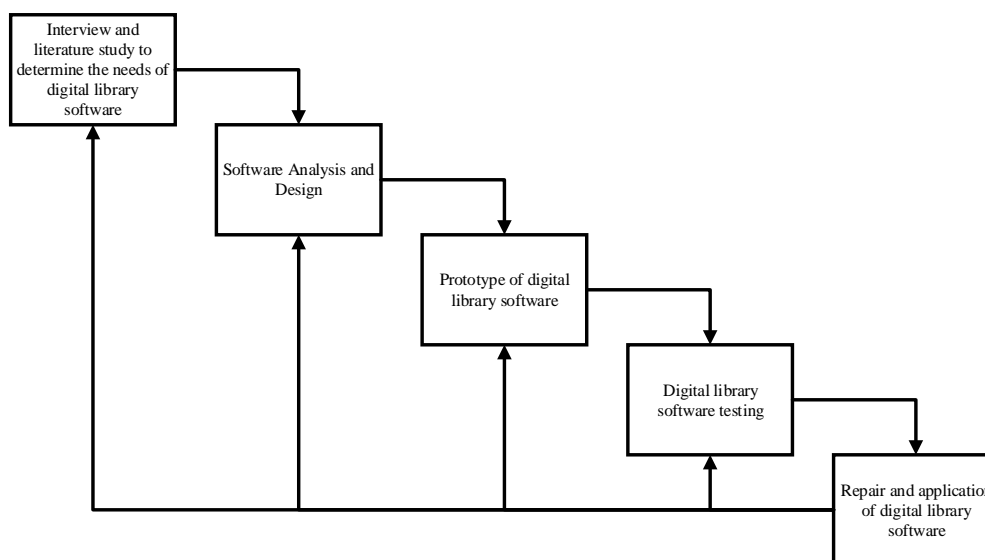 Interview and
literature study to
determine the needs of
digital library
software
Software Analysis and
Design
Prototype of digital
library software
Digital library
software testing
Repair and application
of digital library
software